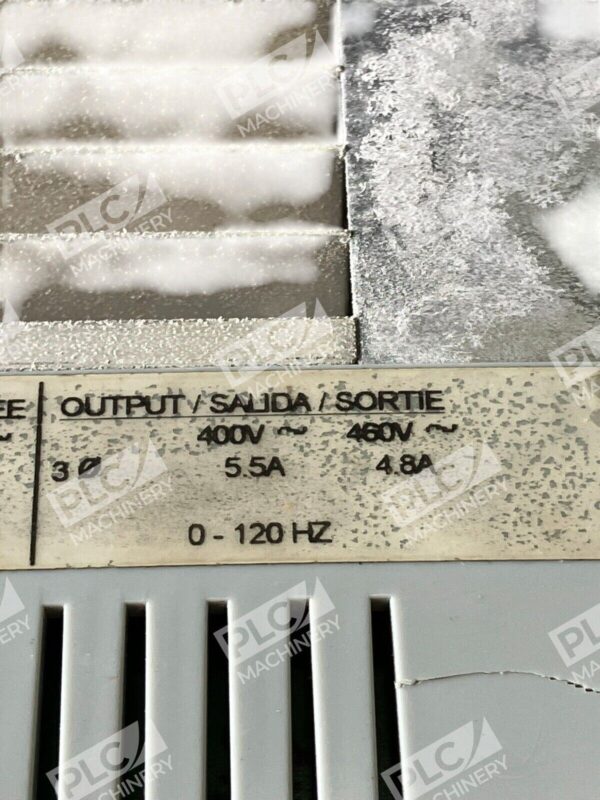 EE
OUTPUT / SALIDA / SORTIE
~ 400V ~ 460V ~
3 Ø 5.5A 4.8A
0 - 120 HZ
PLC
MACHINERY